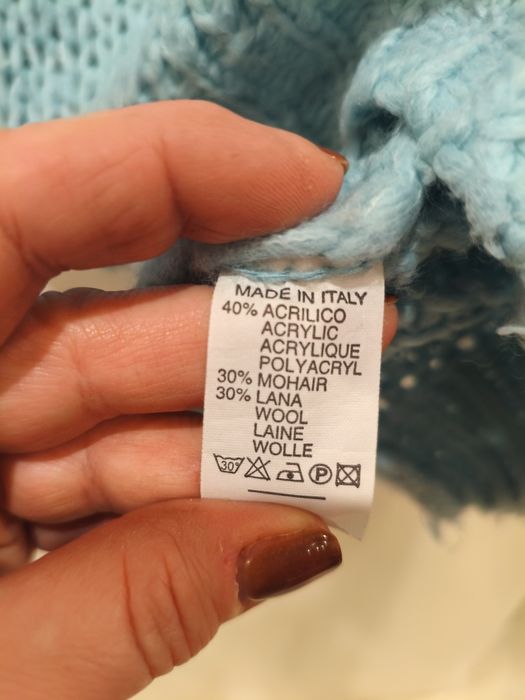 MADE IN ITALY
40% ACRILICO
ACRYLIC
ACRYLIQUE
POLYACRYL
30% MOHAIR
30% LANA
WOOL
LAINE
WOLLE
30° P